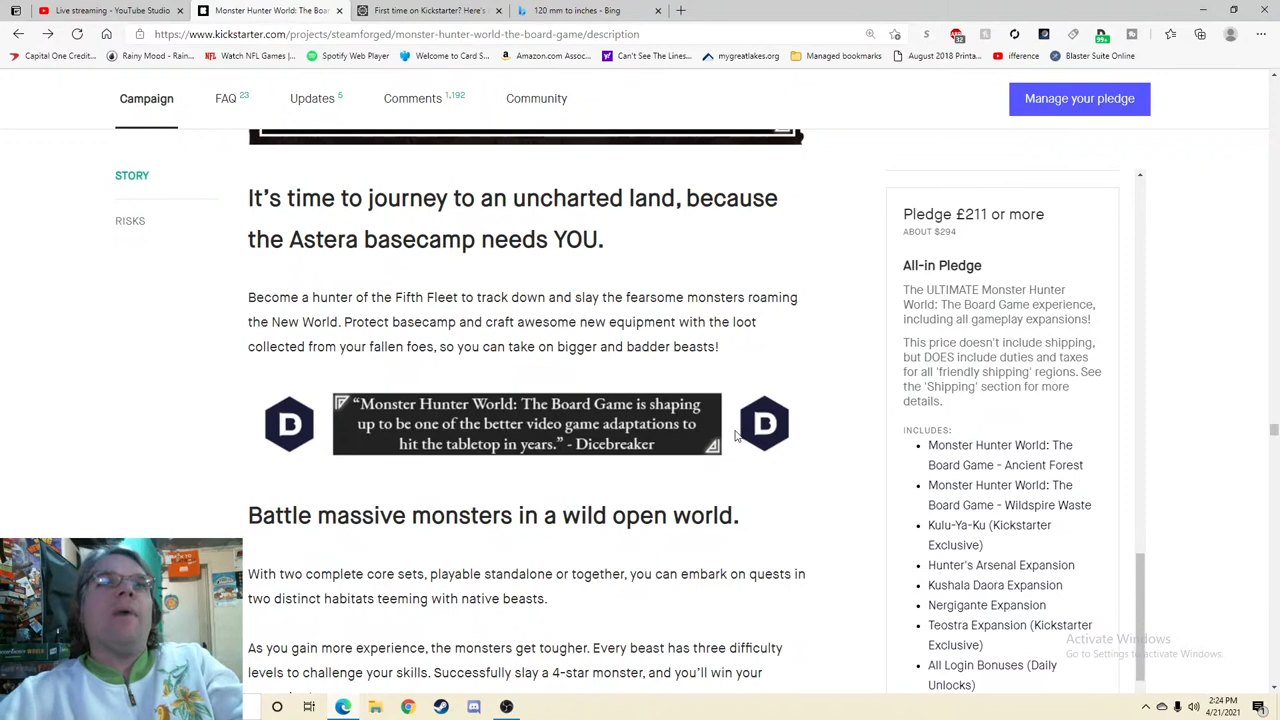 Live streaming - YouTube Studio
Monster Hunter World: The Boa
First time on Kickstarter? Here's
120 mm to inches - Bing
https://www.kickstarter.com/projects/steamforged/monster-hunter-world-the-board-game/description
Capital One Credit...
Rainy Mood - Rain...
Watch NFL Games |...
Spotify Web Player
Welcome to Card S...
Amazon.com Assoc...
Can't See The Lines...
mygreatlakes.org
Managed bookmarks
August 2018 Printa...
ifference
Blaster Suite Online
Campaign
FAQ 23
Updates 5
Comments 1,192
Community
Manage your pledge
STORY
RISKS
It's time to journey to an uncharted land, because
the Astera basecamp needs YOU.
Become a hunter of the Fifth Fleet to track down and slay the fearsome monsters roaming
the New World. Protect basecamp and craft awesome new equipment with the loot
collected from your fallen foes, so you can take on bigger and badder beasts!
D
“Monster Hunter World: The Board Game is shaping
up to be one of the better video game adaptations to
hit the tabletop in years.” - Dicebreaker
D
Battle massive monsters in a wild open world.
With two complete core sets, playable standalone or together, you can embark on quests in
two distinct habitats teeming with native beasts.
As you gain more experience, the monsters get tougher. Every beast has three difficulty
levels to challenge your skills. Successfully slay a 4-star monster, and you'll win your
Pledge £211 or more
ABOUT $294
All-in Pledge
The ULTIMATE Monster Hunter
World: The Board Game experience,
including all gameplay expansions!
This price doesn't include shipping,
but DOES include duties and taxes
for all 'friendly shipping' regions. See
the 'Shipping' section for more
details.
INCLUDES:
Monster Hunter World: The
Board Game - Ancient Forest
Monster Hunter World: The
Board Game - Wildspire Waste
Kulu-Ya-Ku (Kickstarter
Exclusive)
Hunter's Arsenal Expansion
Kushala Daora Expansion
Nergigante Expansion
Teostra Expansion (Kickstarter
Exclusive)
All Login Bonuses (Daily
Unlocks)
Activate Windows
Go to Settings to activate Windows.
2:24 PM
4/21/2021